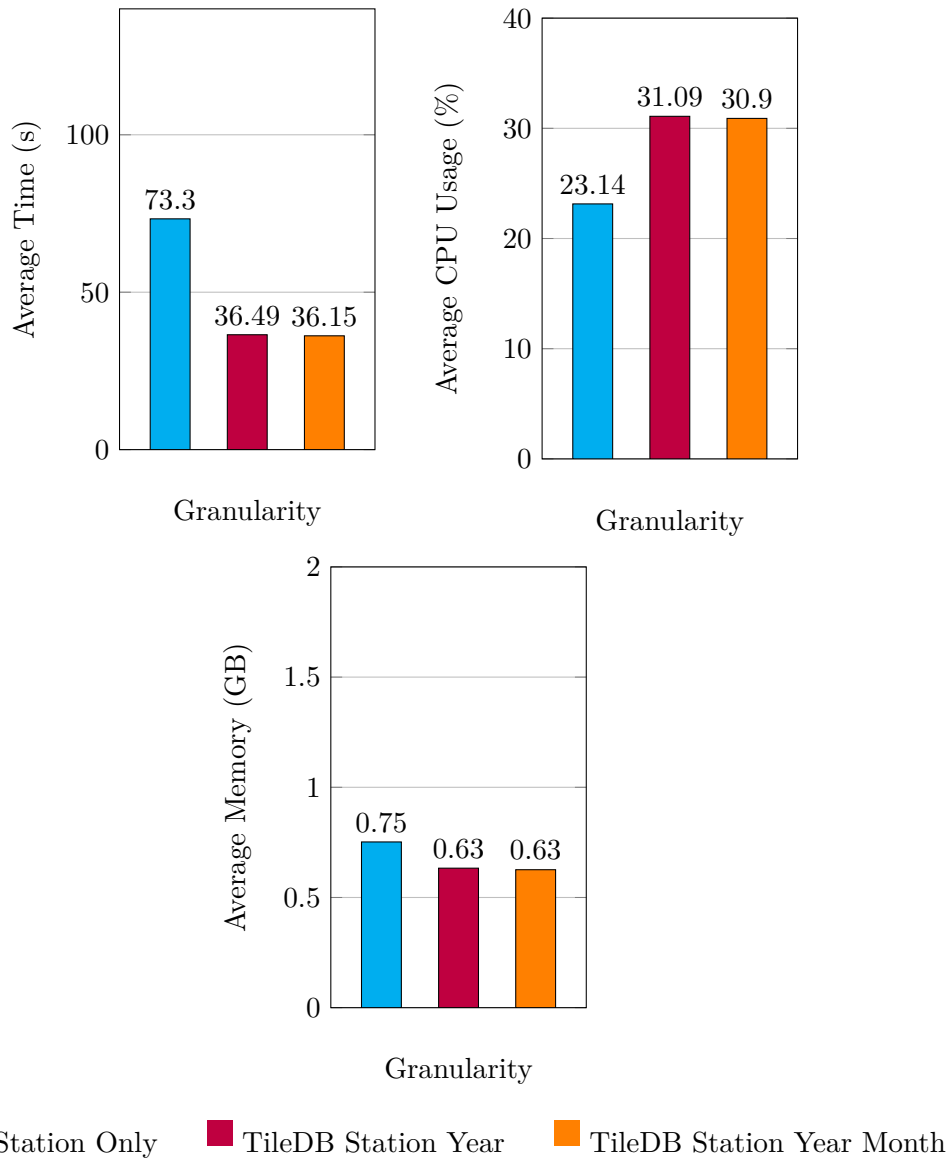 Average Time (s)
100
50
0
73.3
36.49
36.15
Granularity
Average CPU Usage (%)
40
30
20
10
0
23.14
31.09
30.9
Granularity
Average Memory (GB)
2
1.5
1
0.5
0
0.75
0.63
0.63
Granularity
Station Only
TileDB Station Year
TileDB Station Year Month